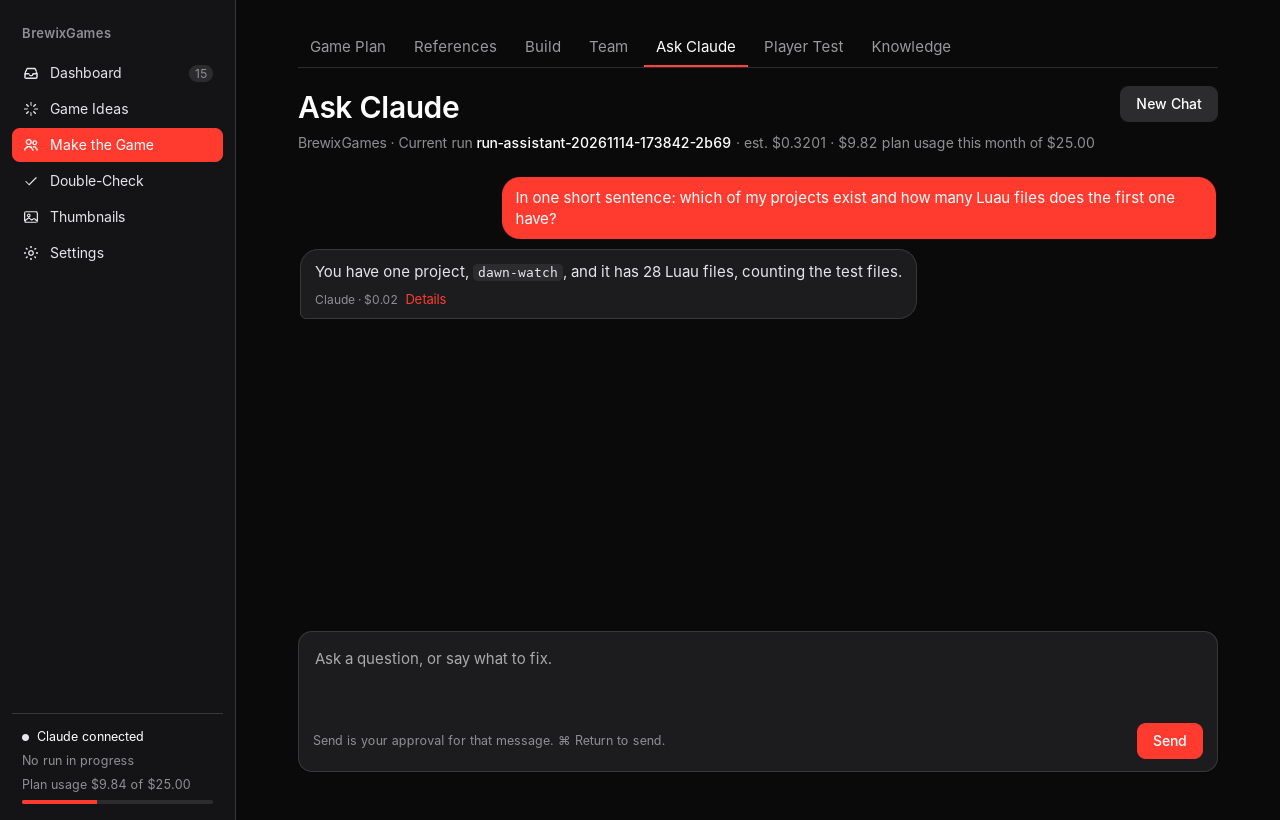 BrewixGames
Dashboard 15
Game Ideas
Make the Game
Double-Check
Thumbnails
Settings
Claude connected
No run in progress
Plan usage $9.84 of $25.00
Game Plan References Build Team Ask Claude Player Test Knowledge
Ask Claude
New Chat
BrewixGames · Current run run-assistant-20261114-173842-2b69 · est. $0.3201 · $9.82 plan usage this month of $25.00
In one short sentence: which of my projects exist and how many Luau files does the first one
have?
You have one project, dawn-watch, and it has 28 Luau files, counting the test files.
Claude · $0.02 Details
Ask a question, or say what to fix.
Send is your approval for that message. ⌘ Return to send.
Send